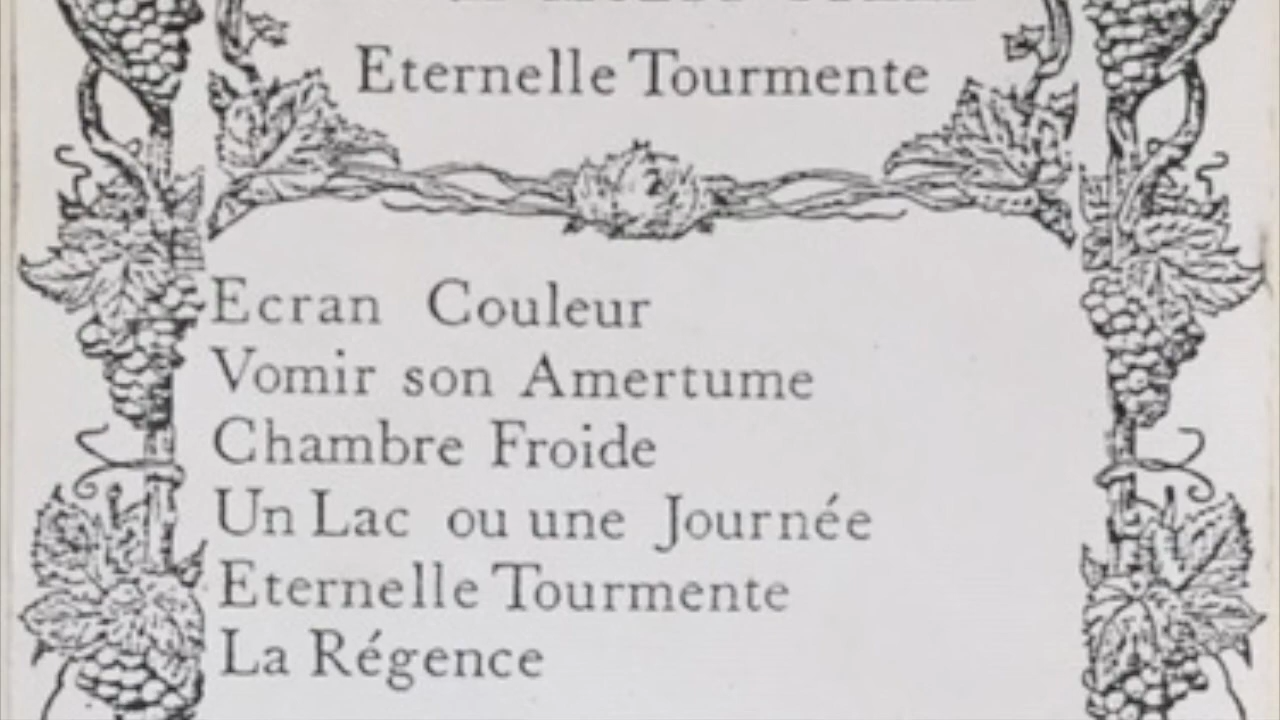 Eternelle Tourmente
Ecran Couleur
Vomir son Amertume
Chambre Froide
Un Lac ou une Journée
Eternelle Tourmente
La Régence